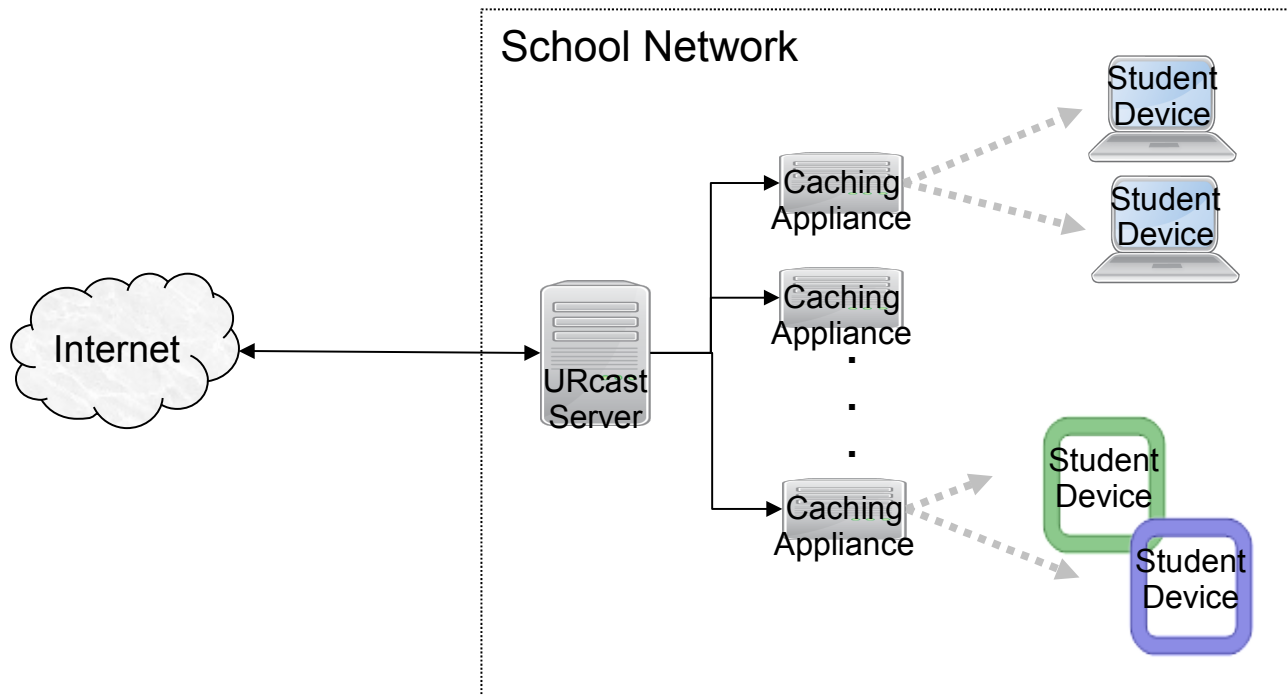 School Network
Student
Device
Student
Device
Caching
Appliance
Caching
Appliance
Internet
URcast
Server
Caching
Appliance
Student
Device
Student
Device